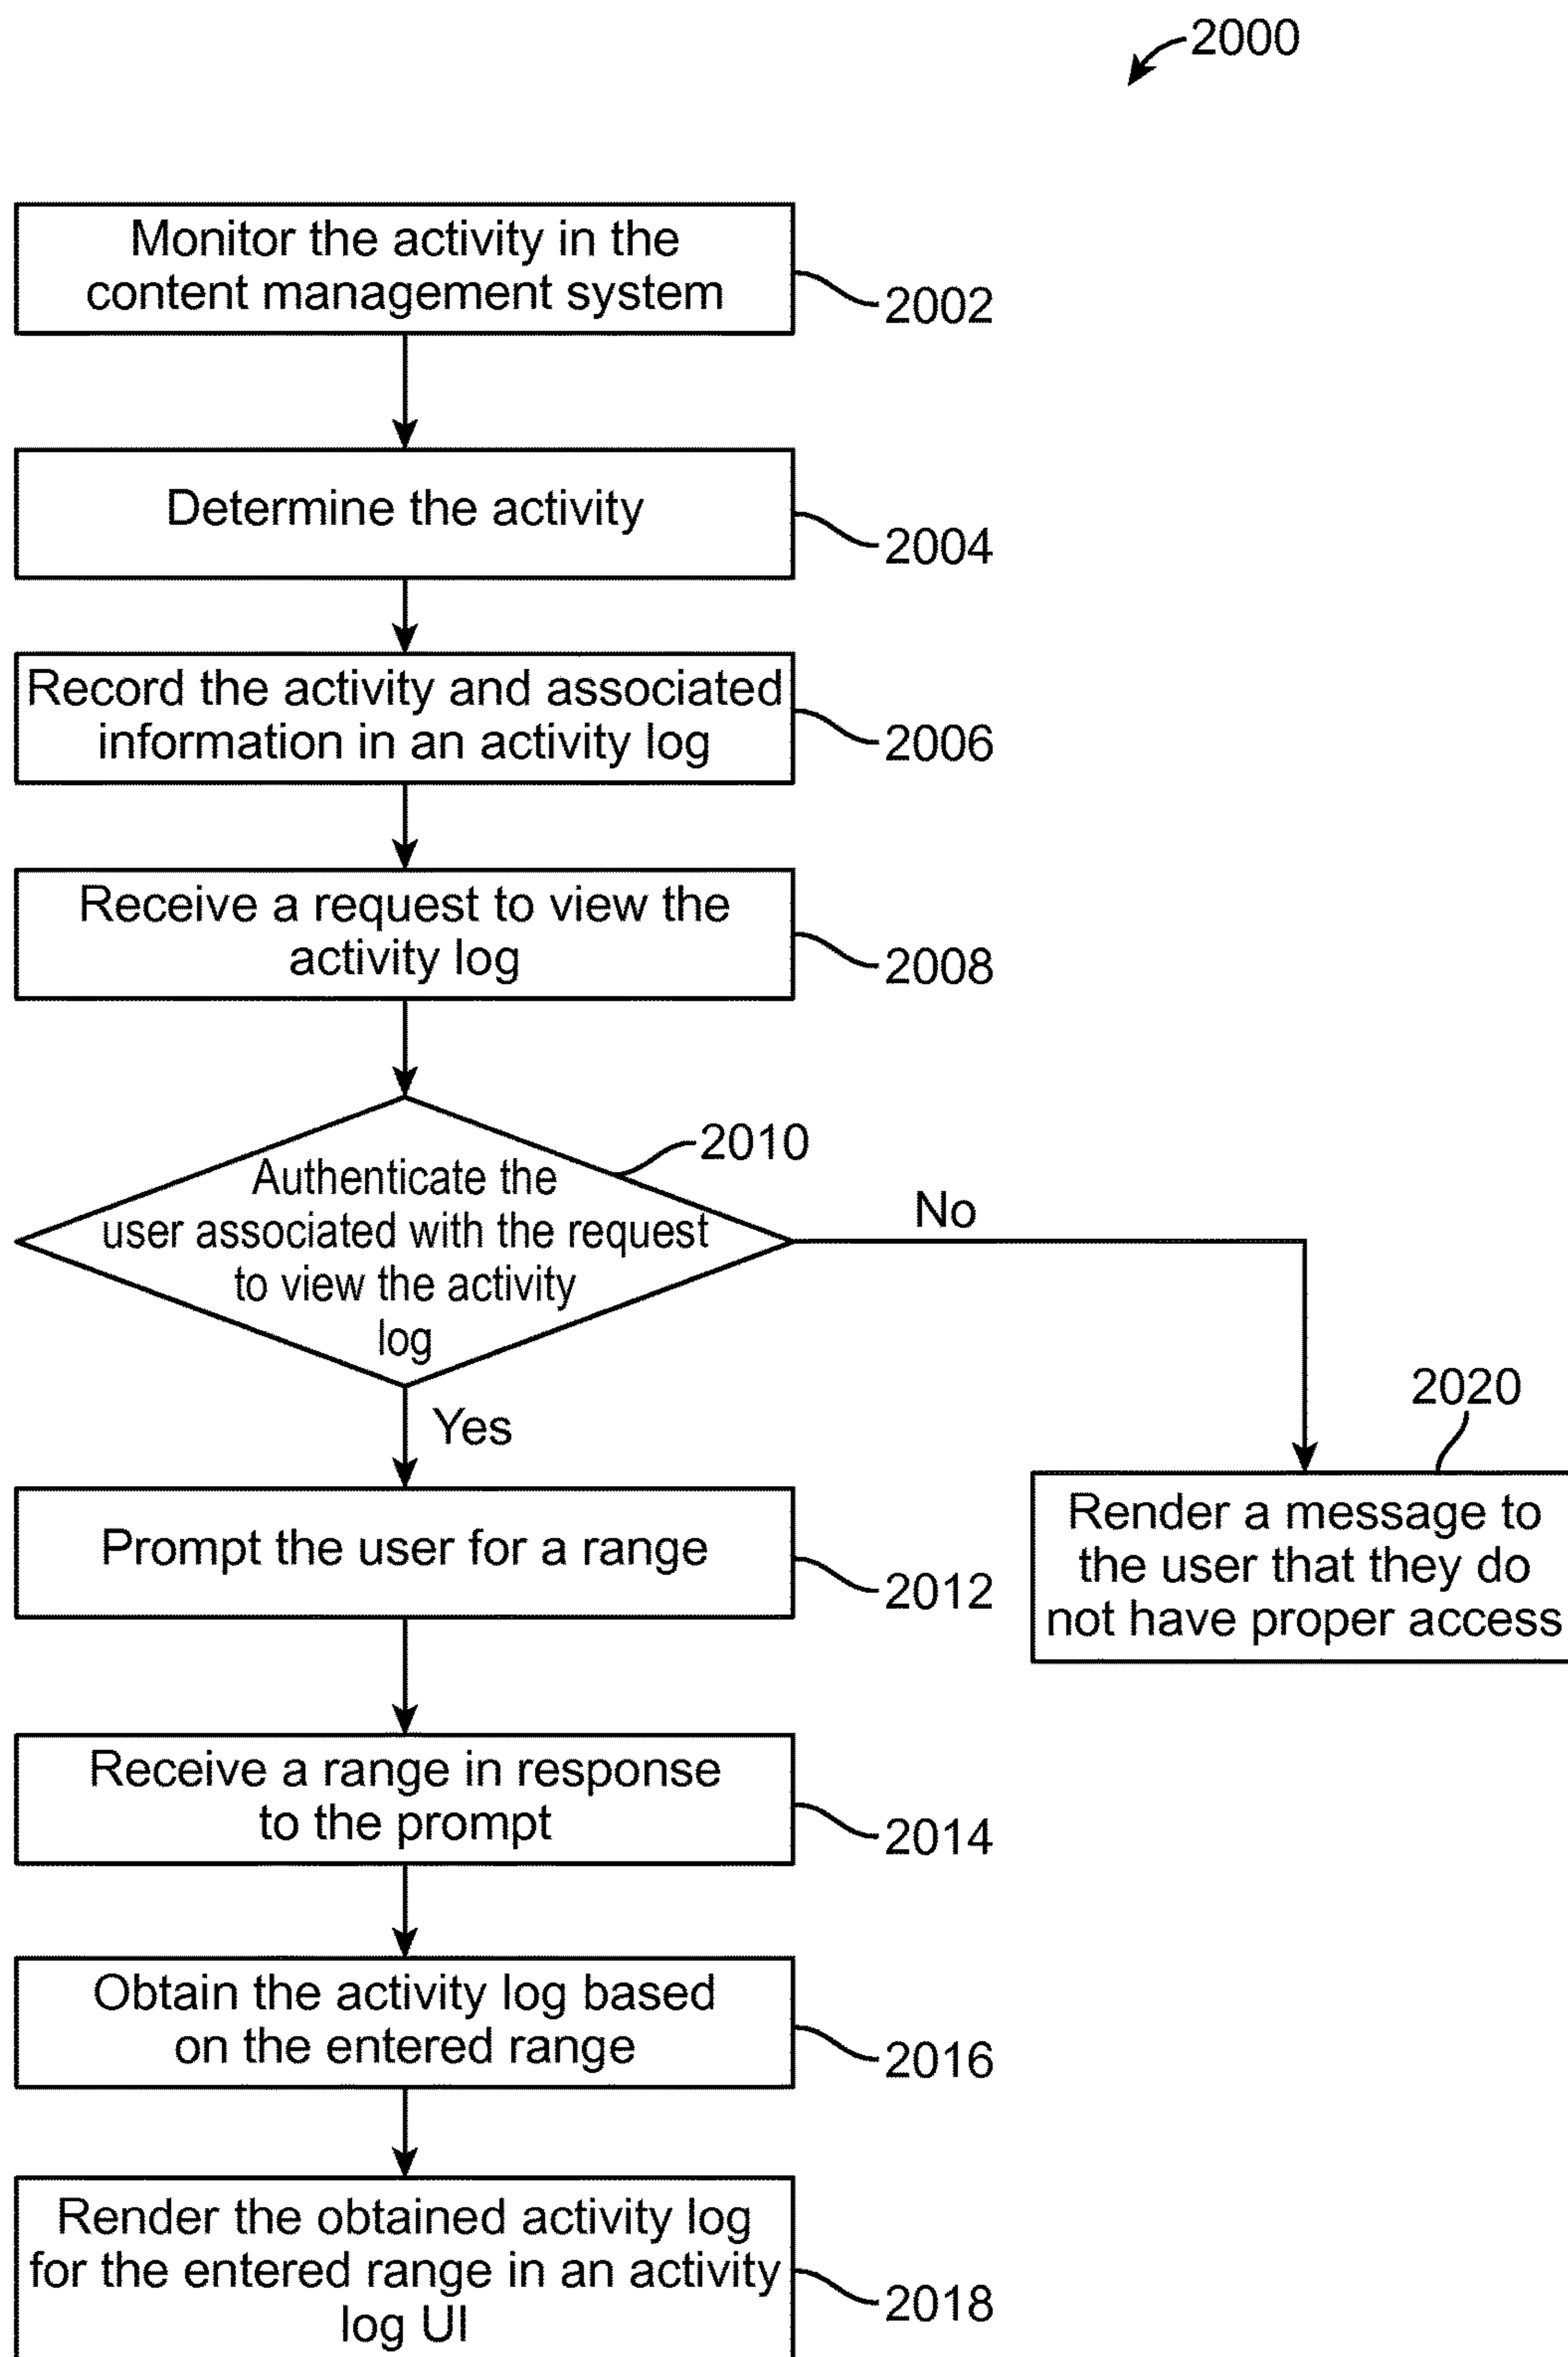 2000
Monitor the activity in the
content management system
2002
Determine the activity
2004
Record the activity and associated
information in an activity log
2006
Receive a request to view the
activity log
2008
2010
Authenticate the
user associated with the request
to view the activity
log
No
Yes
2020
Render a message to
the user that they do
not have proper access
Prompt the user for a range
2012
Receive a range in response
to the prompt
2014
Obtain the activity log based
on the entered range
2016
Render the obtained activity log
for the entered range in an activity
log UI
2018